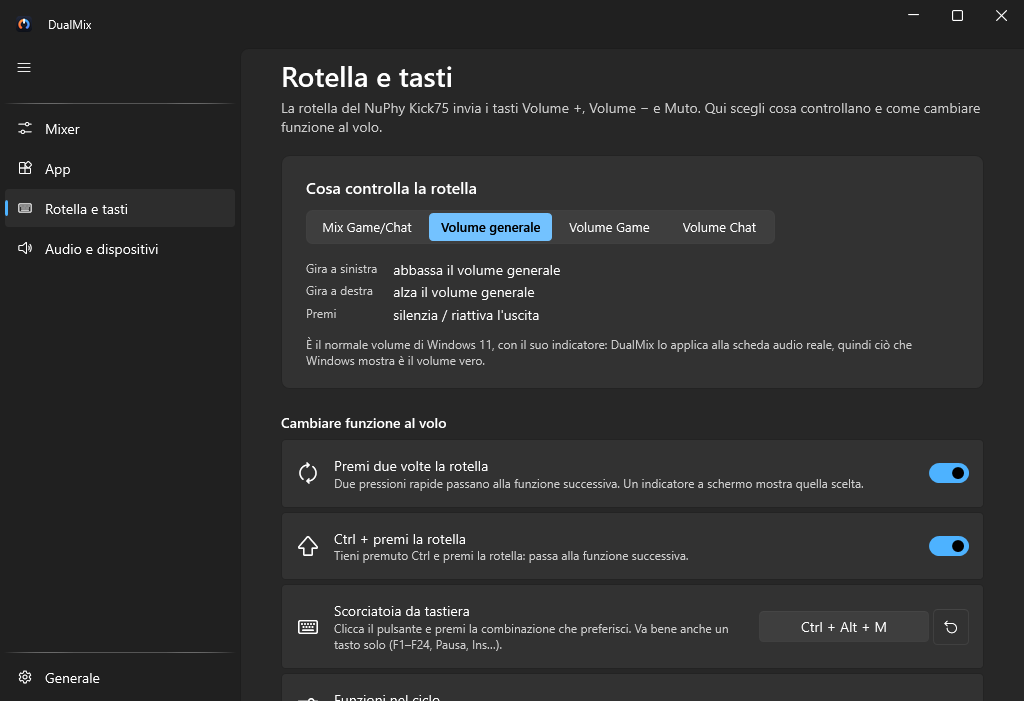 DualMix
Mixer
App
Rotella e tasti
Audio e dispositivi
Generale
Rotella e tasti
La rotella del NuPhy Kick75 invia i tasti Volume +, Volume − e Muto. Qui scegli cosa controllano e come cambiare
funzione al volo.
Cosa controlla la rotella
Mix Game/Chat Volume generale Volume Game Volume Chat
Gira a sinistra abbassa il volume generale
Gira a destra alza il volume generale
Premi silenzia / riattiva l'uscita
È il normale volume di Windows 11, con il suo indicatore: DualMix lo applica alla scheda audio reale, quindi ciò che
Windows mostra è il volume vero.
Cambiare funzione al volo
Premi due volte la rotella
Due pressioni rapide passano alla funzione successiva. Un indicatore a schermo mostra quella scelta.
Ctrl + premi la rotella
Tieni premuto Ctrl e premi la rotella: passa alla funzione successiva.
Scorciatoia da tastiera
Clicca il pulsante e premi la combinazione che preferisci. Va bene anche un
tasto solo (F1–F24, Pausa, Ins...).
Ctrl + Alt + M
Funzioni nel ciclo